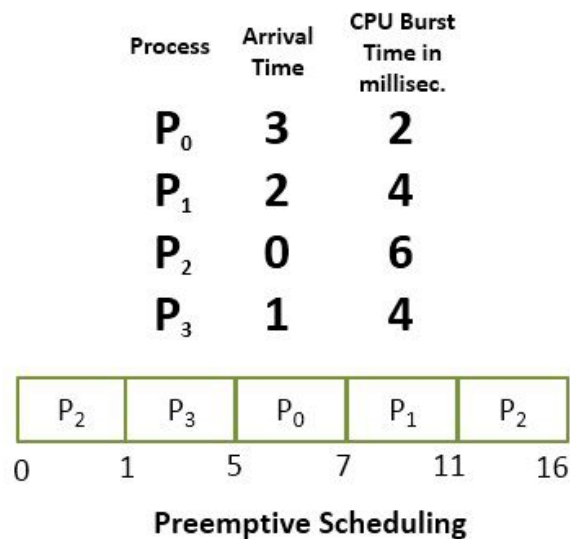 Process Arrival Time CPU Burst Time in millisec.
P₀ 3 2
P₁ 2 4
P₂ 0 6
P₃ 1 4
P₂ P₃ P₀ P₁ P₂
0 1 5 7 11 16
Preemptive Scheduling